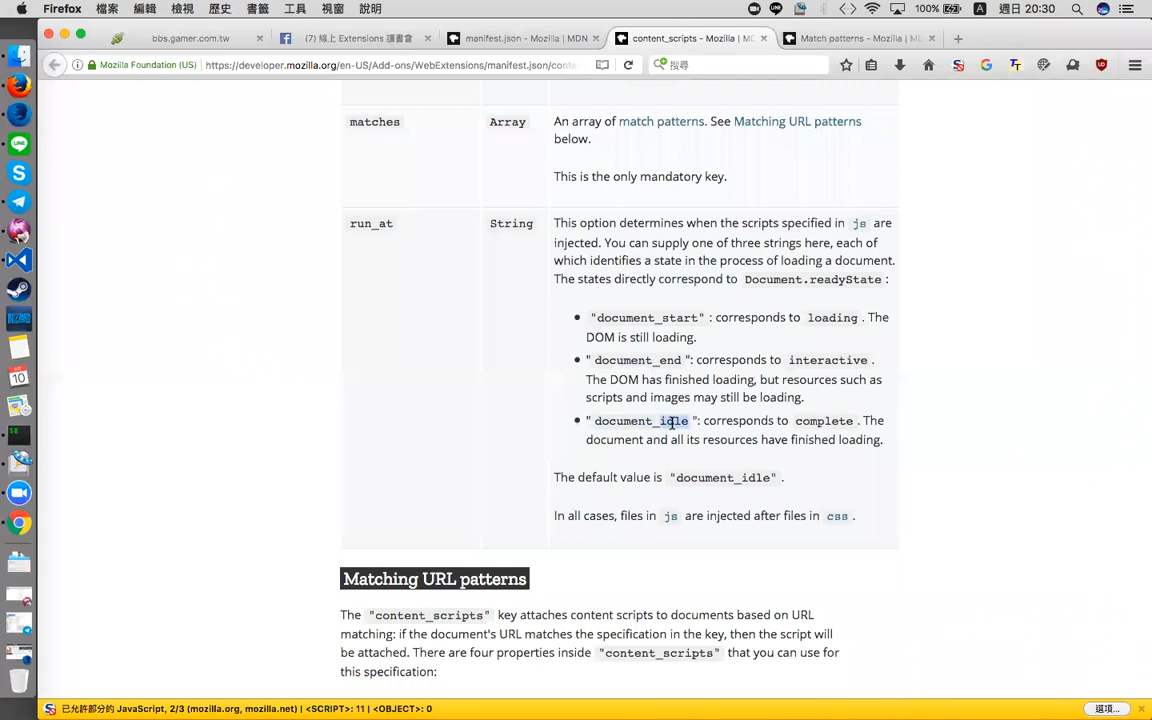 Firefox 檔案 編輯 檢視 歷史 書籤 工具 視窗 說明 100% 週日 20:30
bbs.gamer.com.tw (7) 線上 Extensions 讀書會 manifest.json - Mozilla | MDN content_scripts - Mozilla | M Match patterns - Mozilla | M
Mozilla Foundation (US) https://developer.mozilla.org/en-US/Add-ons/WebExtensions/manifest.json/conte 搜尋
matches Array An array of match patterns. See Matching URL patterns
below.
This is the only mandatory key.
run_at String This option determines when the scripts specified in js are
injected. You can supply one of three strings here, each of
which identifies a state in the process of loading a document.
The states directly correspond to Document.readyState :
• "document_start" : corresponds to loading . The
DOM is still loading.
• " document_end ": corresponds to interactive .
The DOM has finished loading, but resources such as
scripts and images may still be loading.
• " document_idle ": corresponds to complete . The
document and all its resources have finished loading.
The default value is "document_idle" .
In all cases, files in js are injected after files in css .
Matching URL patterns
The "content_scripts" key attaches content scripts to documents based on URL
matching: if the document's URL matches the specification in the key, then the script will
be attached. There are four properties inside "content_scripts" that you can use for
this specification:
已允許部分的 JavaScript, 2/3 (mozilla.org, mozilla.net) | <SCRIPT>: 11 | <OBJECT>: 0 選項...